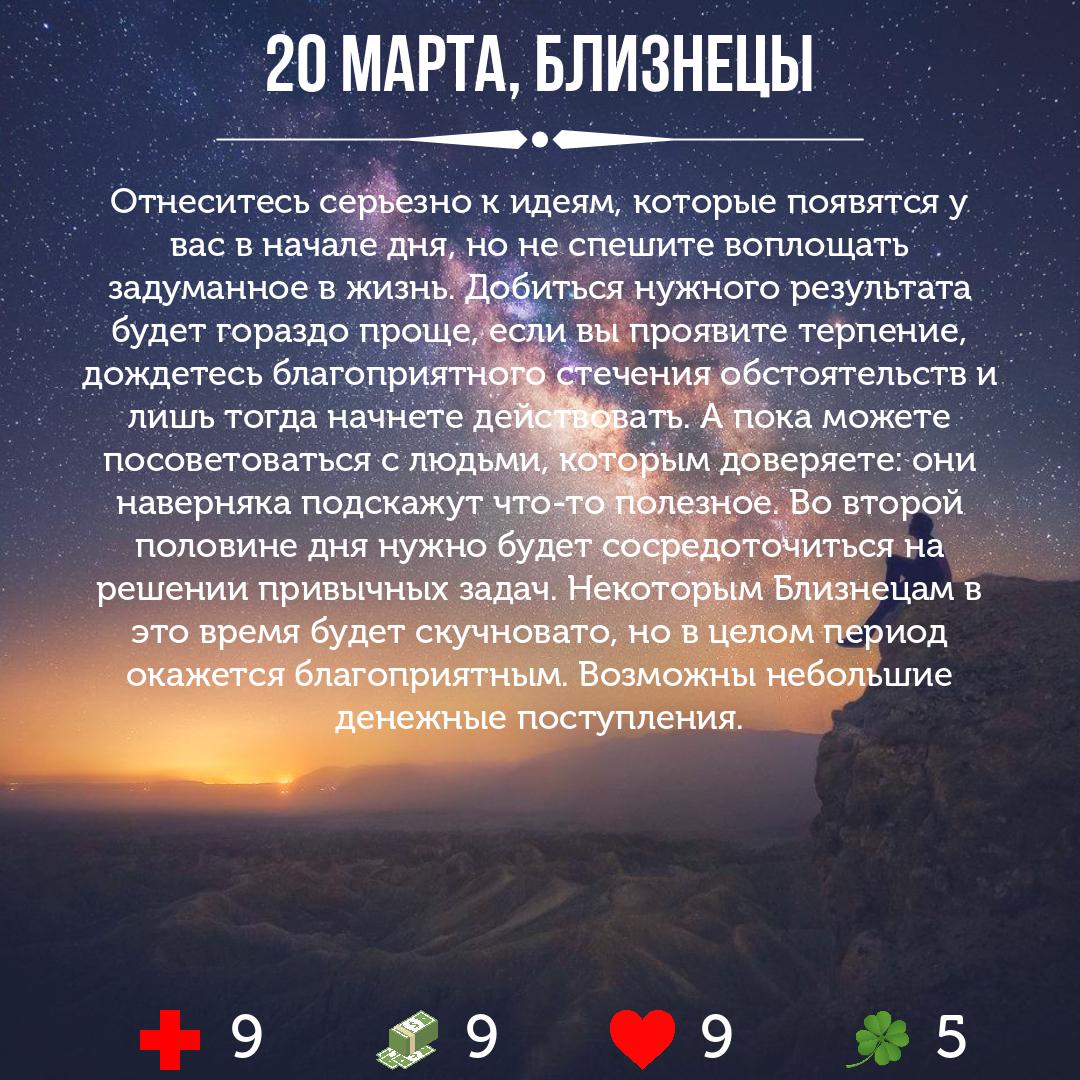 20 МАРТА, БЛИЗНЕЦЫ
Отнеситесь серьезно к идеям, которые появятся у
вас в начале дня, но не спешите воплощать
задуманное в жизнь. Добиться нужного результата
будет гораздо проще, если вы проявите терпение,
дождетесь благоприятного стечения обстоятельств и
лишь тогда начнете действовать. А пока можете
посоветоваться с людьми, которым доверяете: они
наверняка подскажут что-то полезное. Во второй
половине дня нужно будет сосредоточиться на
решении привычных задач. Некоторым Близнецам в
это время будет скучновато, но в целом период
окажется благоприятным. Возможны небольшие
денежные поступления.
9 9 9 5